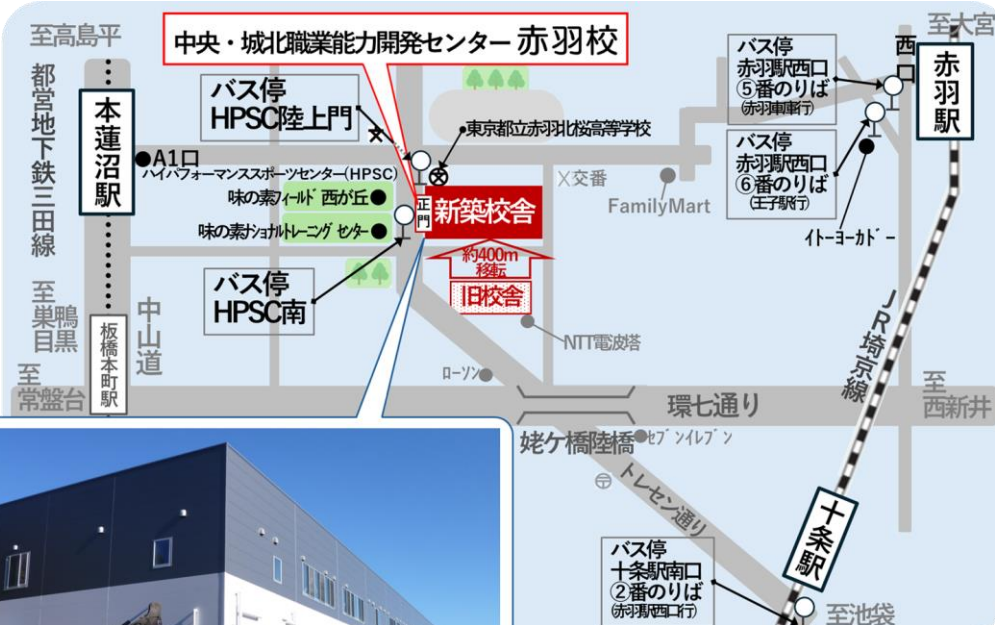 至高島平
中央・城北職業能力開発センター 赤羽校
至大宮
都営地下鉄三田線
本蓮沼駅
A1口
バス停
HPSC陸上門
東京都立赤羽北桜高等学校
ハイパフォーマンススポーツセンター(HPSC)
味の素フィールド 西が丘
味の素ナショナルトレーニング センター
正門
新築校舎
約400m
移転
旧校舎
バス停
HPSC南
X交番
FamilyMart
バス停
赤羽駅西口
⑤番のりば
(赤羽車庫行)
西口
赤羽駅
バス停
赤羽駅西口
⑥番のりば
(王子駅行)
イトーヨーカドー
至巣鴨
目黒
中山道
板橋本町駅
至
常盤台
NTT電波塔
ローソン
JR埼京線
環七通り
至
西新井
姥ケ橋陸橋
セブンイレブン
トレセン通り
十条駅
バス停
十条駅南口
②番のりば
(赤羽駅西口行)
至池袋